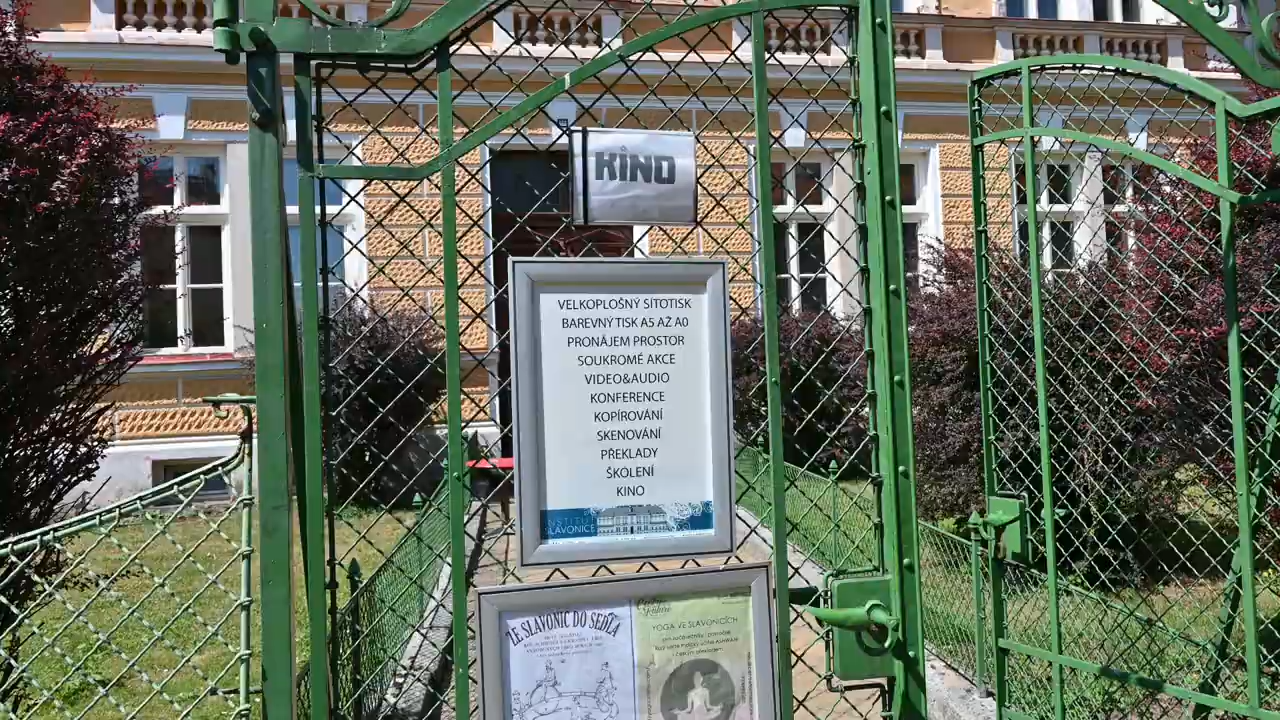 KINO
VELKOPLOŠNÝ SÍTOTISK
BAREVNÝ TISK A5 AŽ A0
PRONÁJEM PROSTOR
SOUKROMÉ AKCE
VIDEO&AUDIO
KONFERENCE
KOPÍROVÁNÍ
SKENOVÁNÍ
PŘEKLADY
ŠKOLENÍ
KINO
INSTITUT
SLAVONICE
ZE SLAVONIC DO SEDLA
YOGA VE SLAVONICÍCH